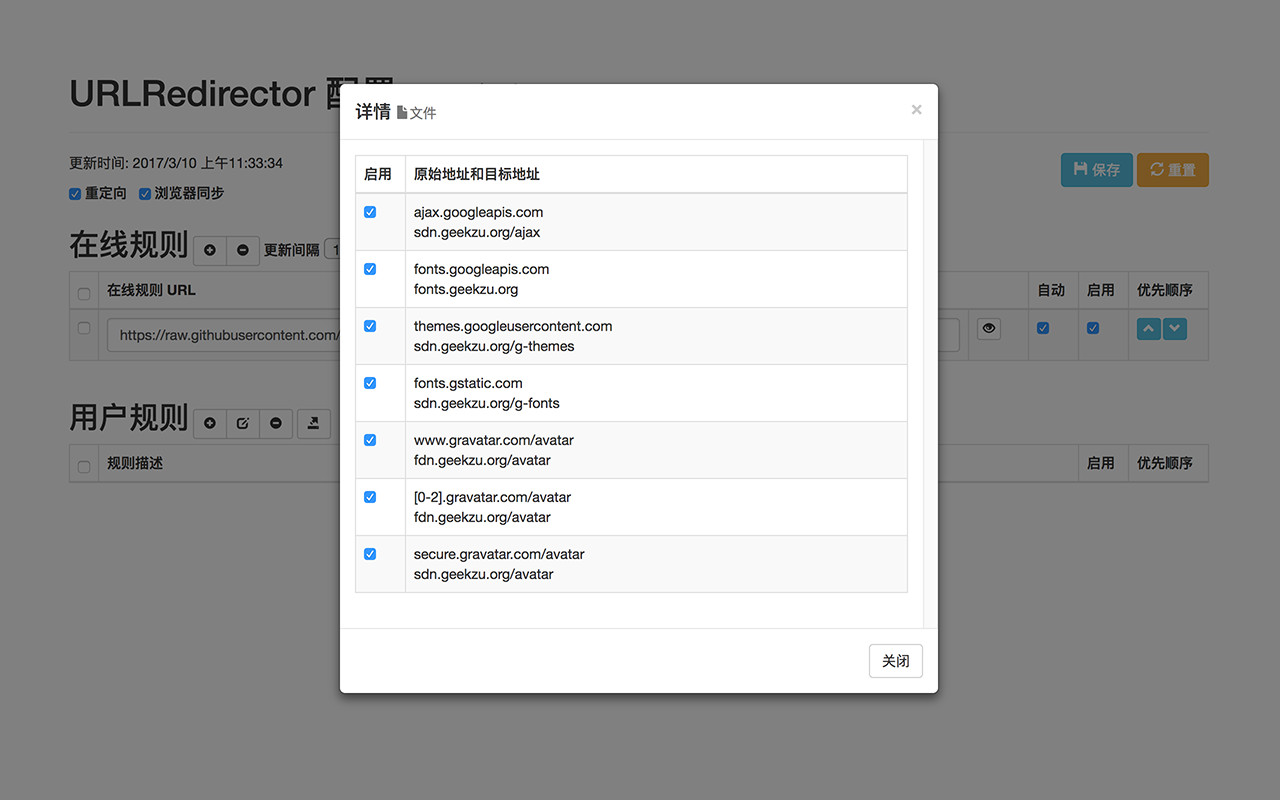 URLRedirector 配置
详情 文件
×
更新时间: 2017/3/10 上午11:33:34
保存
重置
重定向 浏览器同步
在线规则
更新间隔
1
在线规则 URL
自动
启用
优先顺序
https://raw.githubusercontent.com/
用户规则
规则描述
启用
优先顺序
启用
原始地址和目标地址
ajax.googleapis.com
sdn.geekzu.org/ajax
fonts.googleapis.com
fonts.geekzu.org
themes.googleusercontent.com
sdn.geekzu.org/g-themes
fonts.gstatic.com
sdn.geekzu.org/g-fonts
www.gravatar.com/avatar
fdn.geekzu.org/avatar
[0-2].gravatar.com/avatar
fdn.geekzu.org/avatar
secure.gravatar.com/avatar
sdn.geekzu.org/avatar
关闭